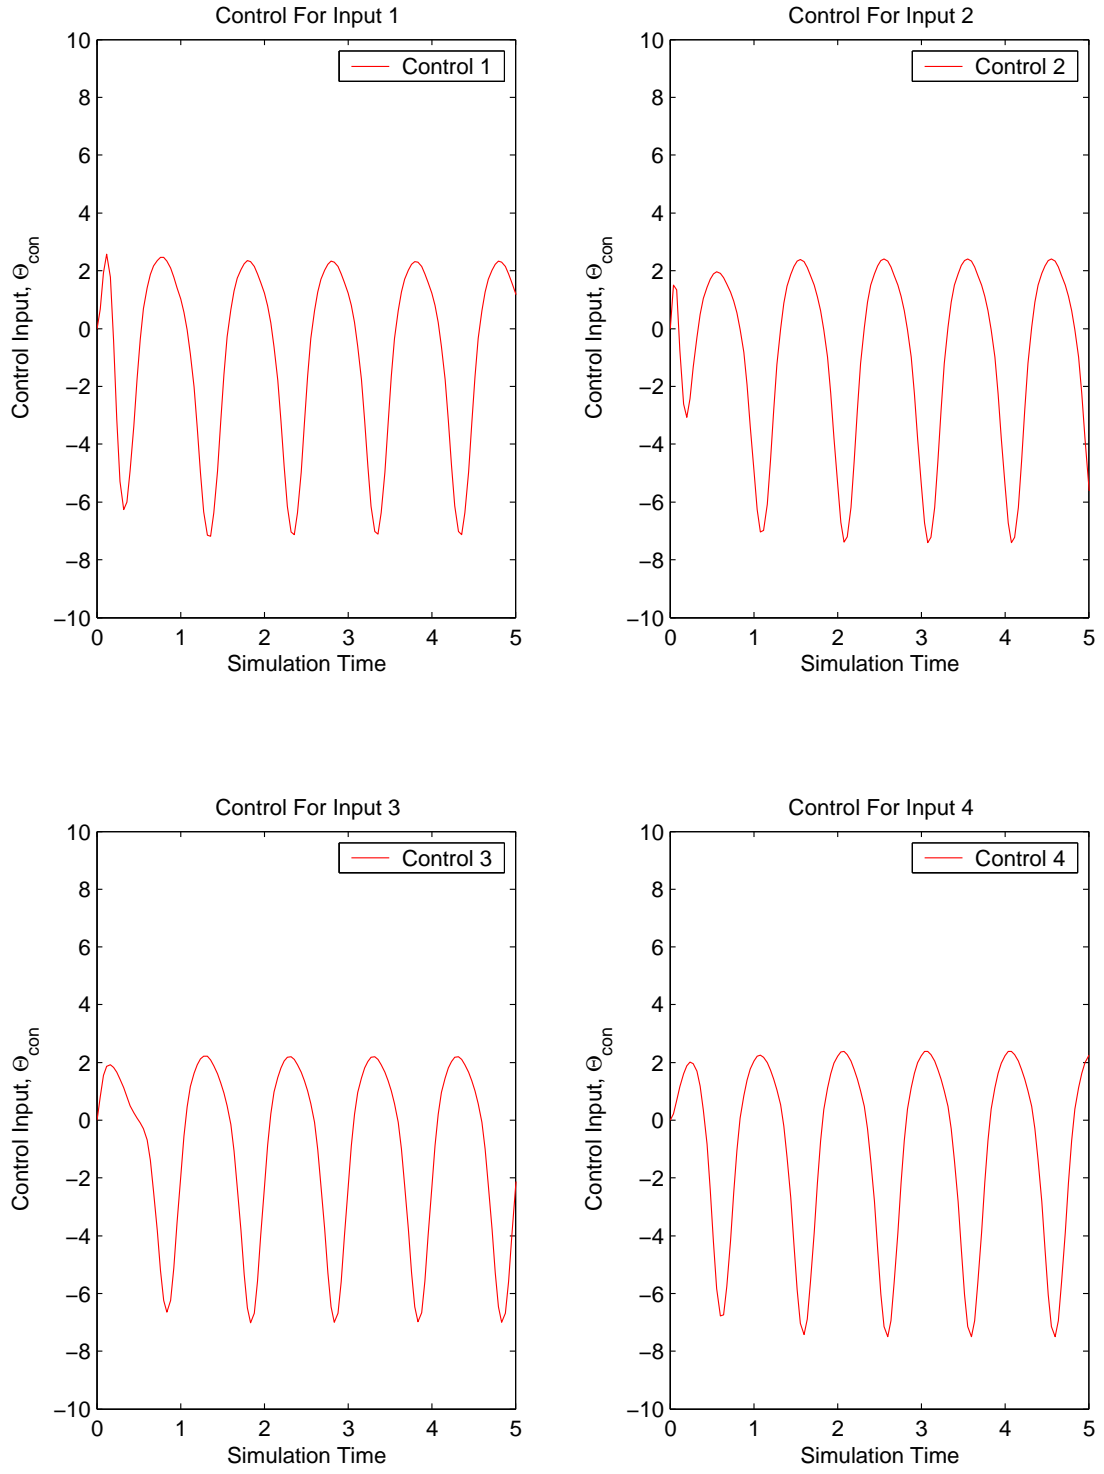 Control For Input 1
10
8
6
4
2
0
−2
−4
−6
−8
−10
Control Input, Θcon
Control 1
0 1 2 3 4 5
Simulation Time
Control For Input 2
10
8
6
4
2
0
−2
−4
−6
−8
−10
Control Input, Θcon
Control 2
0 1 2 3 4 5
Simulation Time
Control For Input 3
10
8
6
4
2
0
−2
−4
−6
−8
−10
Control Input, Θcon
Control 3
0 1 2 3 4 5
Simulation Time
Control For Input 4
10
8
6
4
2
0
−2
−4
−6
−8
−10
Control Input, Θcon
Control 4
0 1 2 3 4 5
Simulation Time